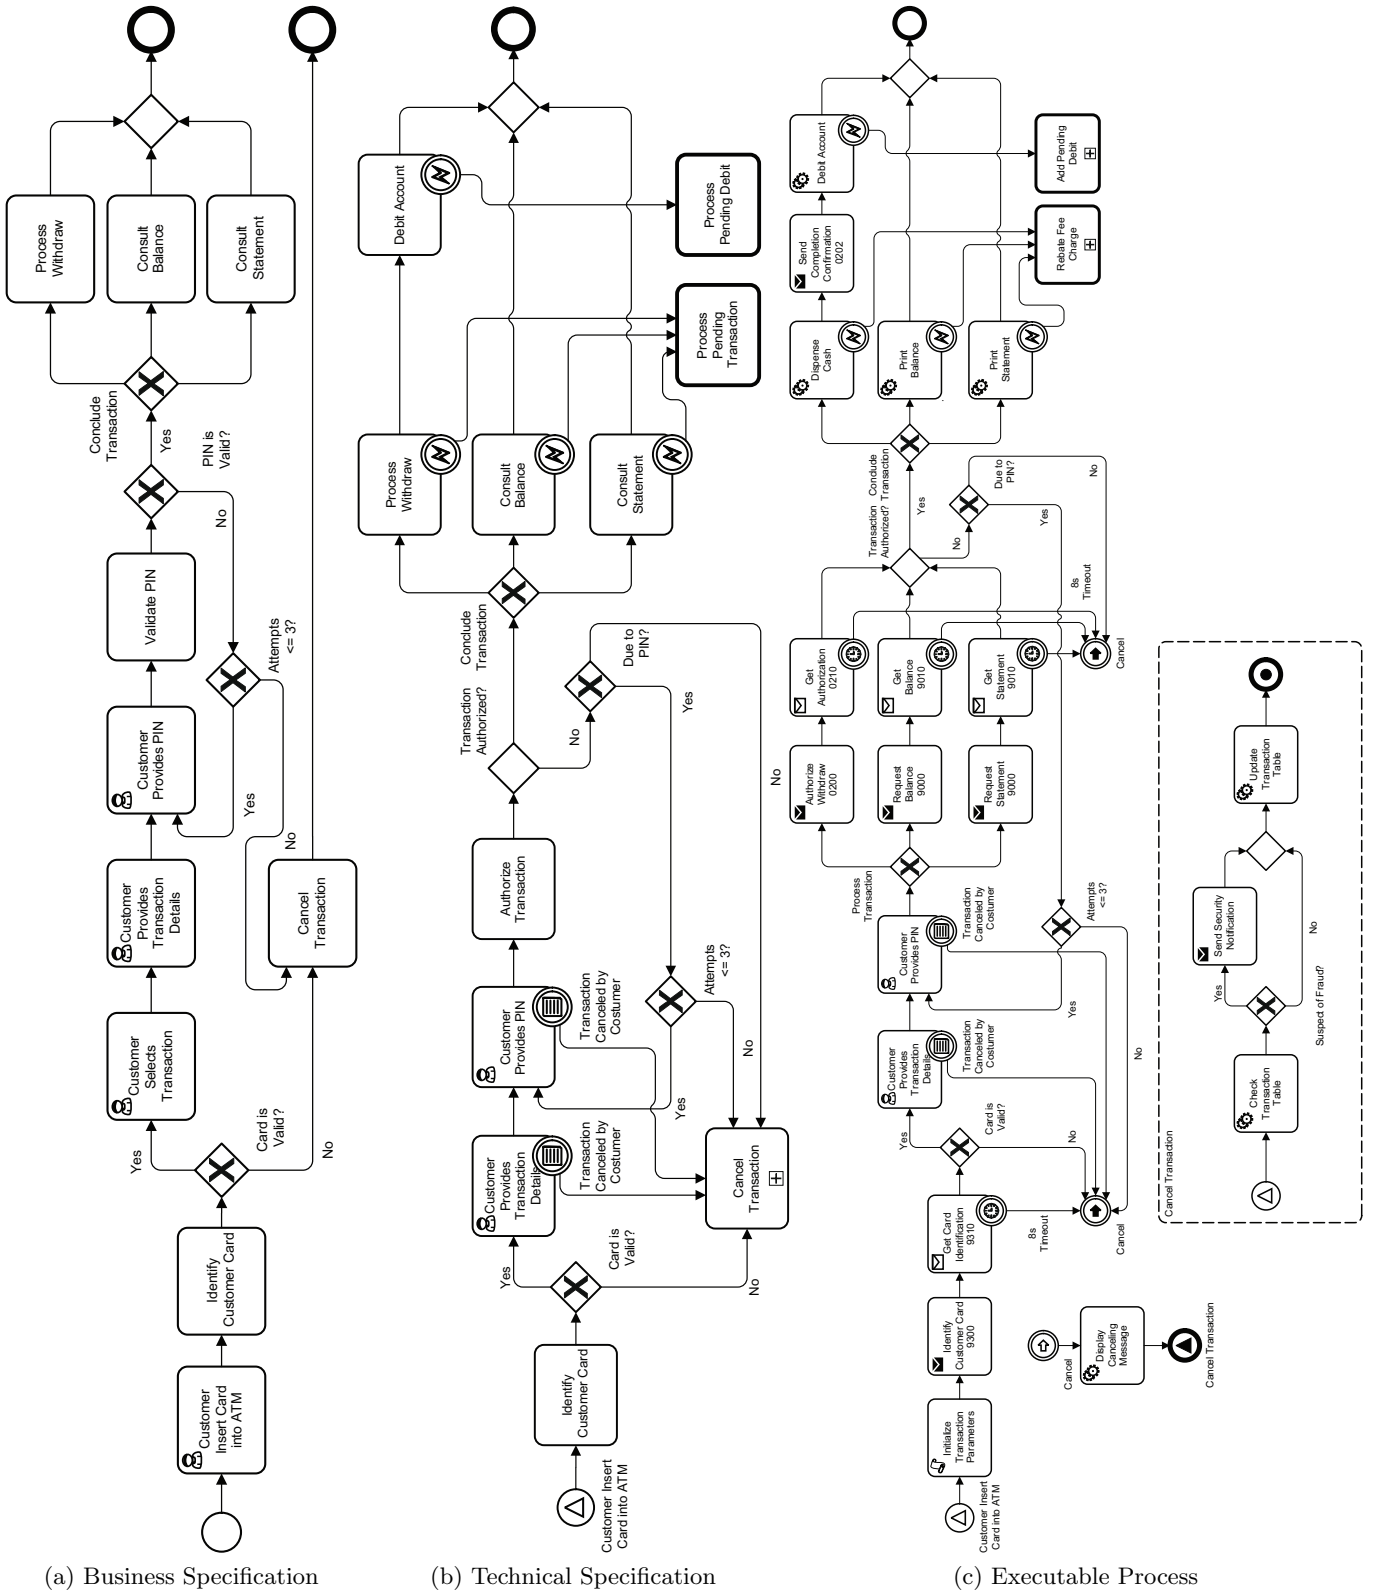 Customer
Insert Card
into ATM
Identify
Customer Card
Card is
Valid?
Yes
No
Customer
Selects
Transaction
Customer
Provides
Transaction
Details
Customer
Provides PIN
Validate PIN
PIN is
Valid?
Yes
No
Attempts
<= 3?
Yes
No
Cancel
Transaction
Conclude
Transaction
Process
Withdraw
Consult
Balance
Consult
Statement
(a) Business Specification
Customer Insert
Card into ATM
Identify
Customer Card
Card is
Valid?
Yes
No
Customer
Provides
Transaction
Details
Transaction
Canceled by
Costumer
Customer
Provides PIN
Transaction
Canceled by
Costumer
Authorize
Transaction
Transaction
Authorized?
No
Due to
PIN?
Yes
No
Attempts
<= 3?
Yes
No
Cancel
Transaction
Conclude
Transaction
Process
Withdraw
Consult
Balance
Consult
Statement
Debit Account
Process
Pending
Transaction
Process
Pending Debit
(b) Technical Specification
Customer Insert
Card into ATM
Initialize
Transaction
Parameters
Identify
Customer Card
9300
Get Card
Identification
9310
8s
Timeout
Cancel
Card is
Valid?
Yes
No
Customer
Provides
Transaction
Details
Transaction
Canceled by
Costumer
Customer
Provides PIN
Transaction
Canceled by
Costumer
Process
Transaction
Authorize
Withdraw
0200
Request
Balance
9000
Request
Statement
9000
Get
Authorization
0210
Get
Balance
9010
Get
Statement
9010
8s
Timeout
Cancel
Transaction
Authorized?
Yes
No
Due to
PIN?
Yes
No
Attempts
<= 3?
Yes
No
Conclude
Transaction
Dispense
Cash
Print
Balance
Print
Statement
Send
Completion
Confirmation
0202
Debit Account
Rebate Fee
Charge
Add Pending
Debit
Cancel
Display
Canceling
Message
Cancel Transaction
Cancel Transaction
Check
Transaction
Table
Suspect of Fraud?
Yes
No
Send Security
Notification
Update
Transaction
Table
(c) Executable Process